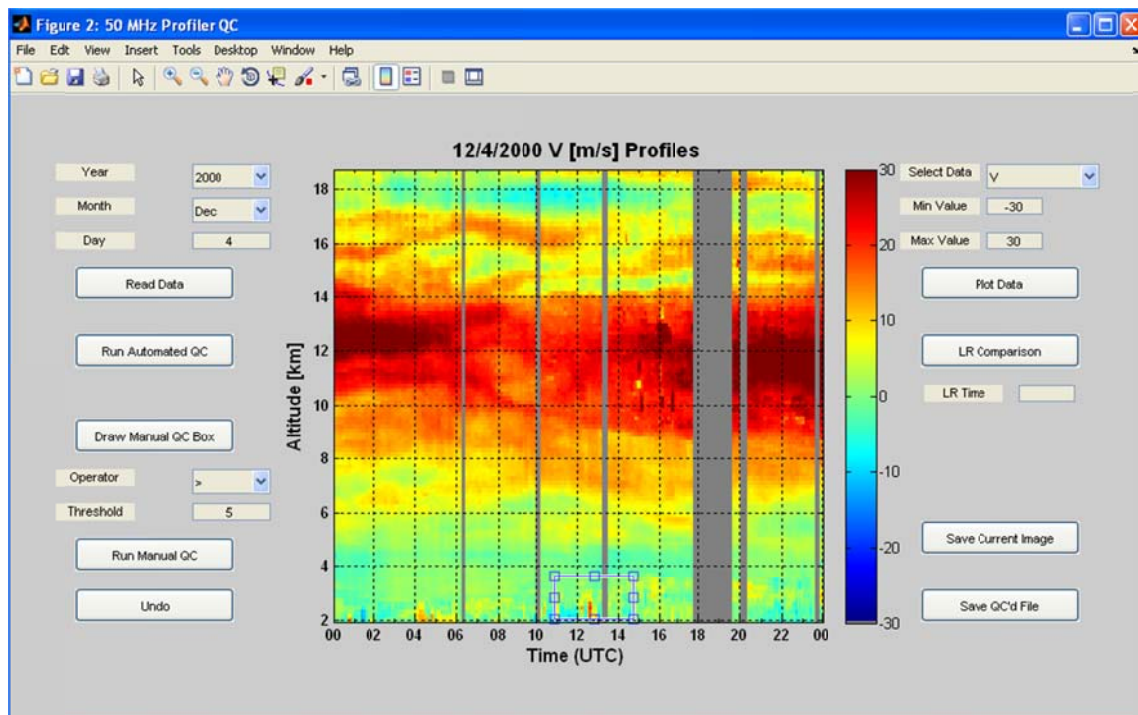 Figure 2: 50 MHz Profiler QC
File Edt View Insert Tools Desktop Window Help
12/4/2000 V [m/s] Profiles
Year
2000
Month
Dec
Day
4
Read Data
Run Automated QC
Draw Manual QC Box
Operator
>
Threshold
5
Run Manual QC
Undo
Altitude [km]
18
16
14
12
10
8
6
4
2
00 02 04 06 08 10 12 14 16 18 20 22 00
Time (UTC)
30
20
10
0
-10
-20
-30
Select Data
V
Min Value
-30
Max Value
30
Plot Data
LR Comparison
LR Time
Save Current Image
Save QC'd File